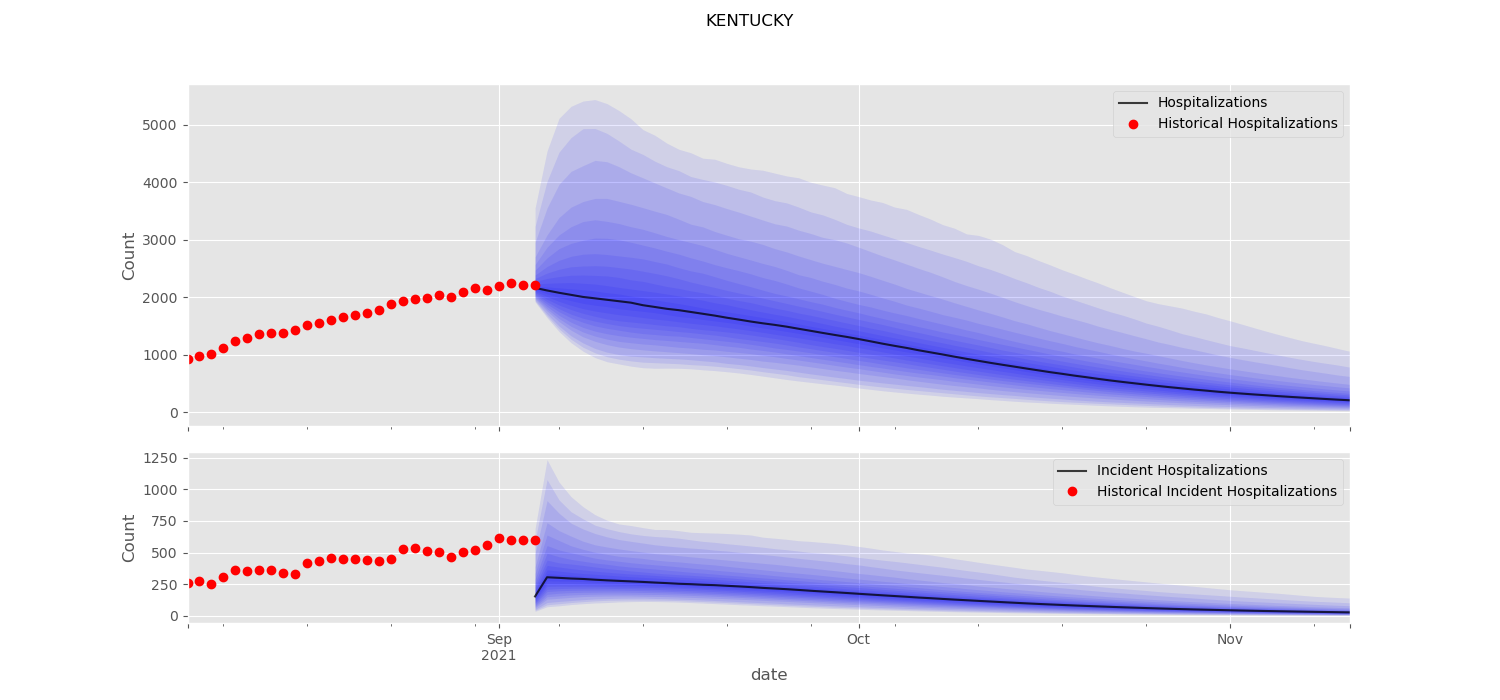 KENTUCKY
Hospitalizations
Historical Hospitalizations
5000
4000
3000
2000
1000
0
Count
Incident Hospitalizations
Historical Incident Hospitalizations
1250
1000
750
500
250
0
Count
Sep
2021
Oct
Nov
date